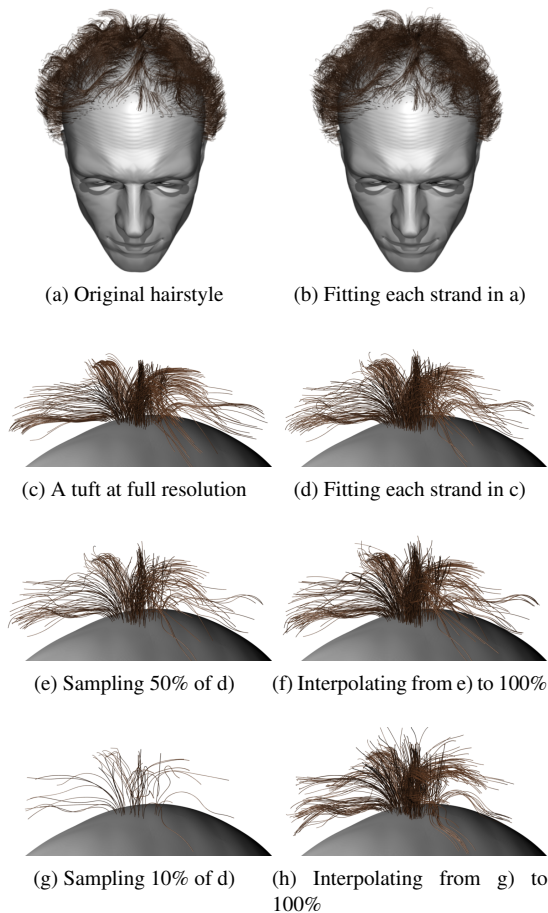 (a) Original hairstyle
(b) Fitting each strand in a)
(c) A tuft at full resolution
(d) Fitting each strand in c)
(e) Sampling 50% of d)
(f) Interpolating from e) to 100%
(g) Sampling 10% of d)
(h) Interpolating from g) to
100%